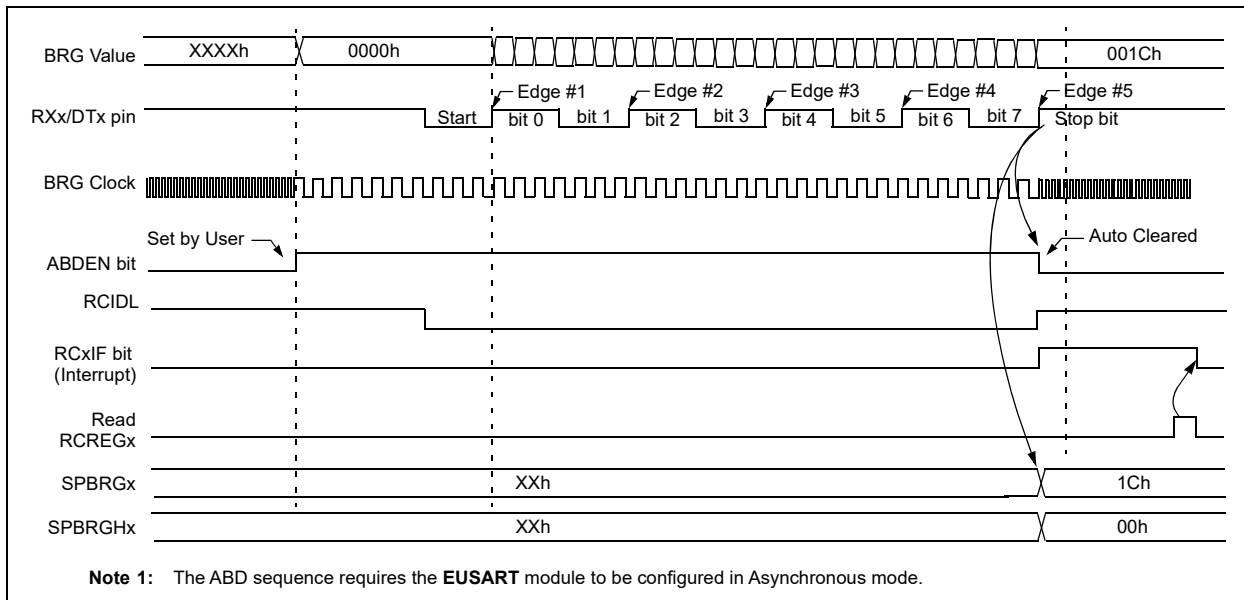 BRG Value XXXXh 0000h 001Ch
Edge #1 Edge #2 Edge #3 Edge #4 Edge #5
RXx/DTx pin Start bit 0 bit 1 bit 2 bit 3 bit 4 bit 5 bit 6 bit 7 Stop bit
BRG Clock
Set by User Auto Cleared
ABDEN bit
RCIDL
RCxIF bit
(Interrupt)
Read
RCREGx
SPBRGx XXh 1Ch
SPBRGHx XXh 00h
Note 1: The ABD sequence requires the EUSART module to be configured in Asynchronous mode.